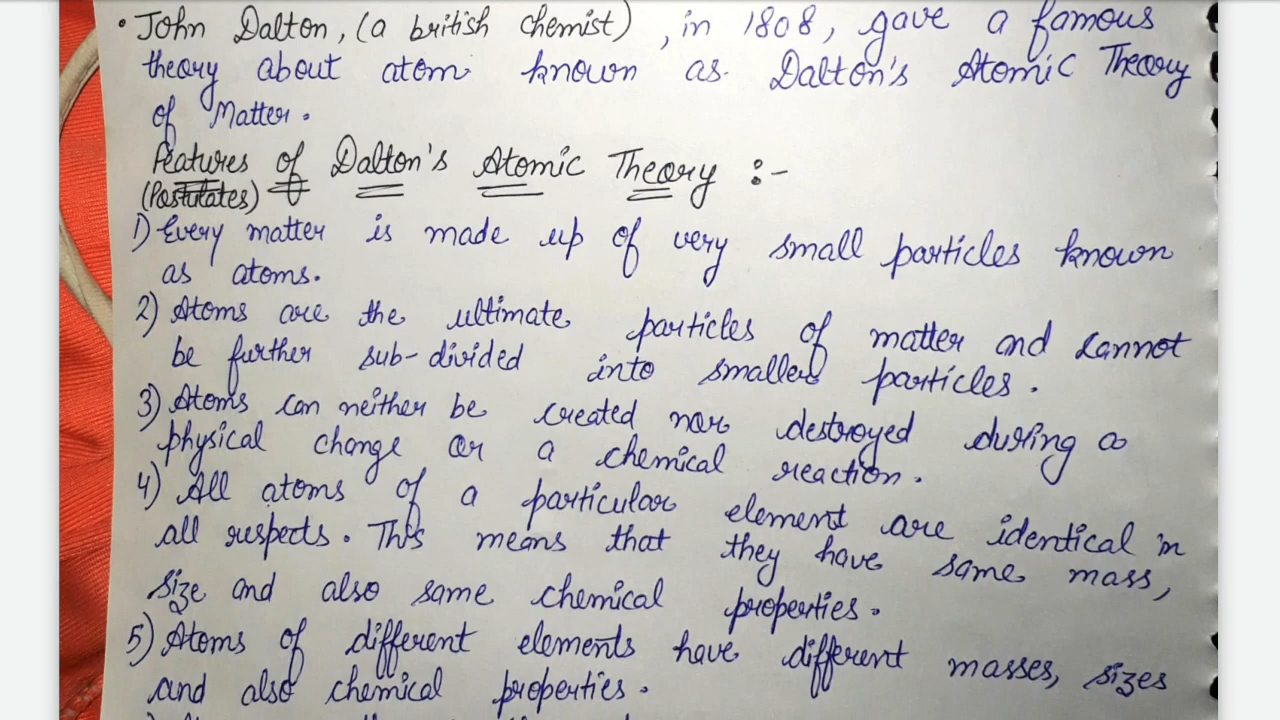 • John Dalton, (a british chemist), in 1808, gave a famous
theory about atom known as Dalton's Atomic Theory
of Matter.
Features of Dalton's Atomic Theory :-
(Postulates)
1) Every matter is made up of very small particles known
as atoms.
2) Atoms are the ultimate particles of matter and cannot
be further sub-divided into smaller particles.
3) Atoms can neither be created nor destroyed during a
physical change or a chemical reaction.
4) All atoms of a particular element are identical in
all respects. This means that they have same mass,
size and also same chemical properties.
5) Atoms of different elements have different masses, sizes
and also chemical properties.